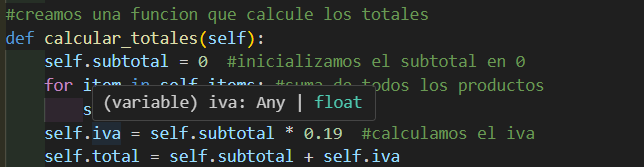 #creamos una funcion que calcule los totales
def calcular_totales(self):
self.subtotal = 0 #inicializamos el subtotal en 0
for item in self.items: #suma de todos los productos
(variable) iva: Any | float
s
self.iva = self.subtotal * 0.19 #calculamos el iva
self.total = self.subtotal + self.iva